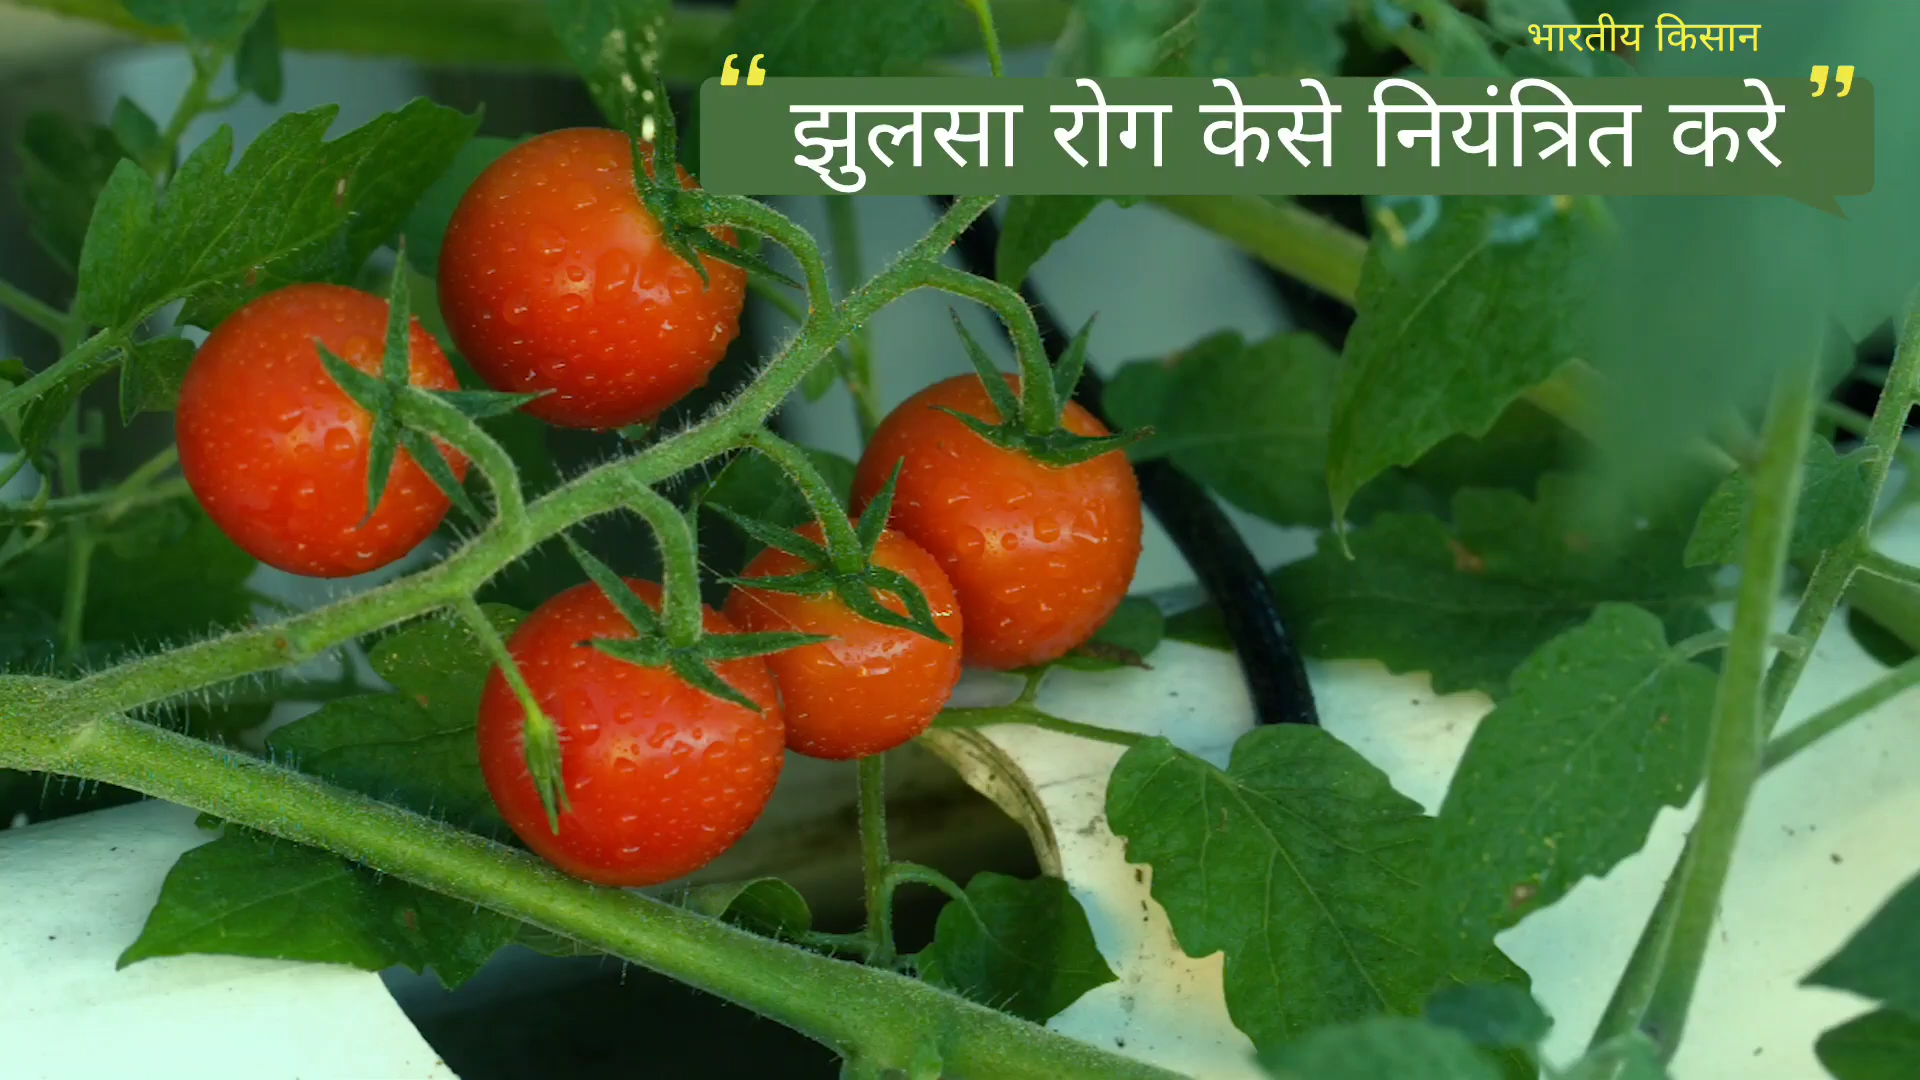 भारतीय किसान
“ झुलसा रोग केसे नियंत्रित करे ”